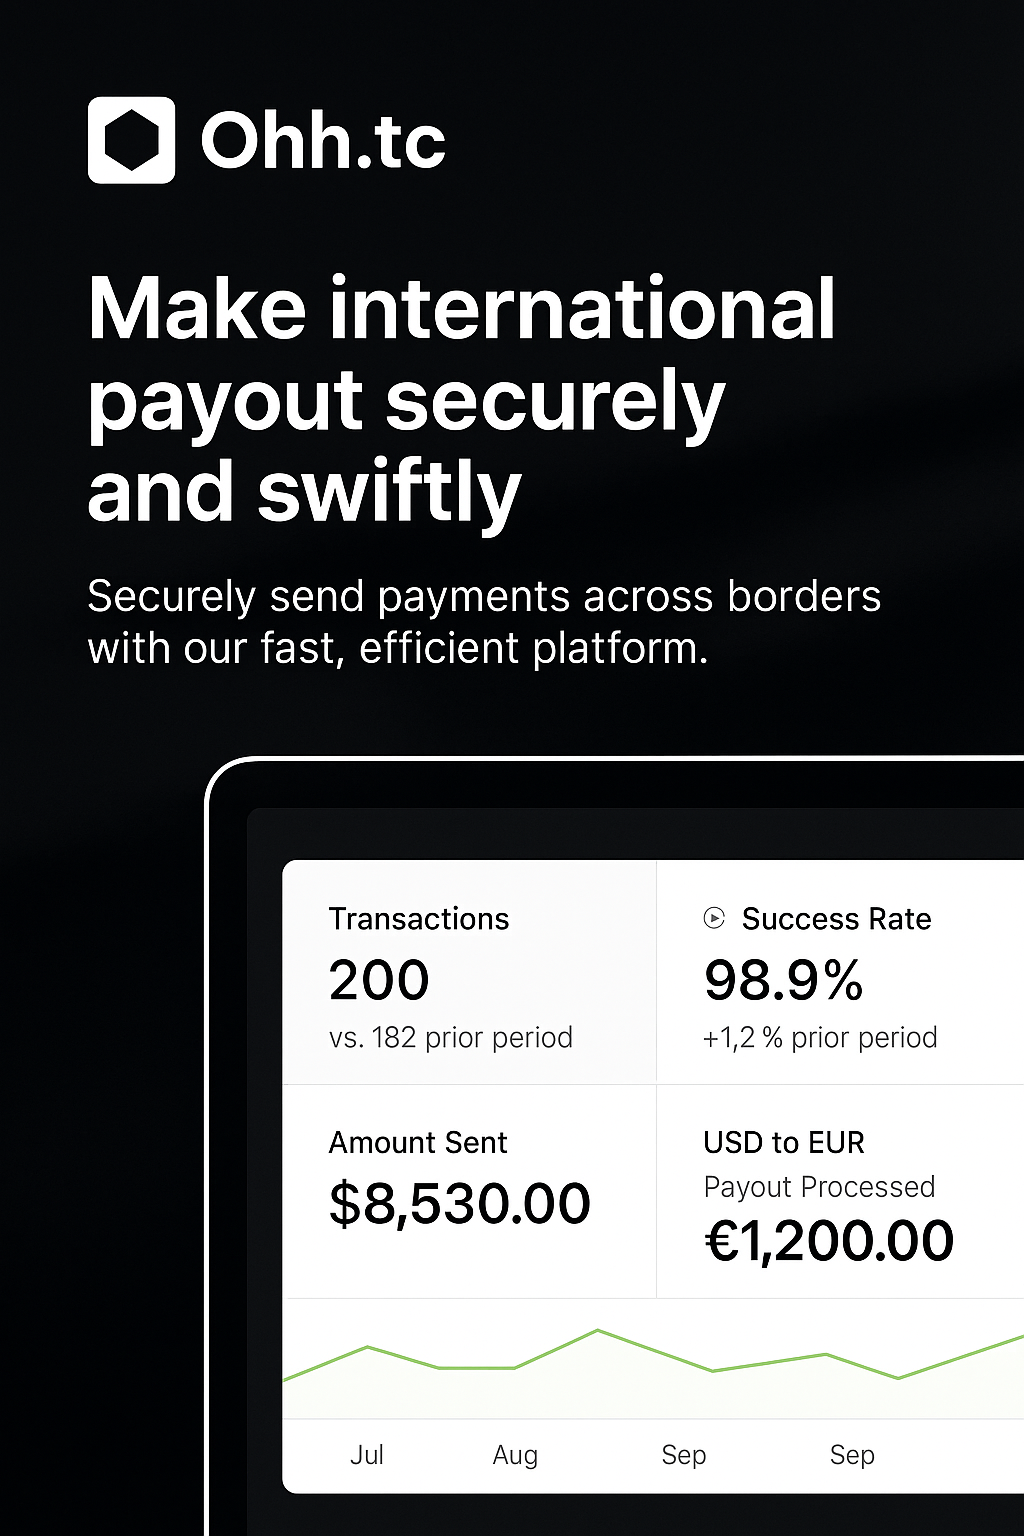 Ohh.tc
Make international
payout securely
and swiftly
Securely send payments across borders
with our fast, efficient platform.
Transactions
200
vs. 182 prior period
Success Rate
98.9%
+1,2 % prior period
Amount Sent
$8,530.00
USD to EUR
Payout Processed
€1,200.00
Jul Aug Sep Sep